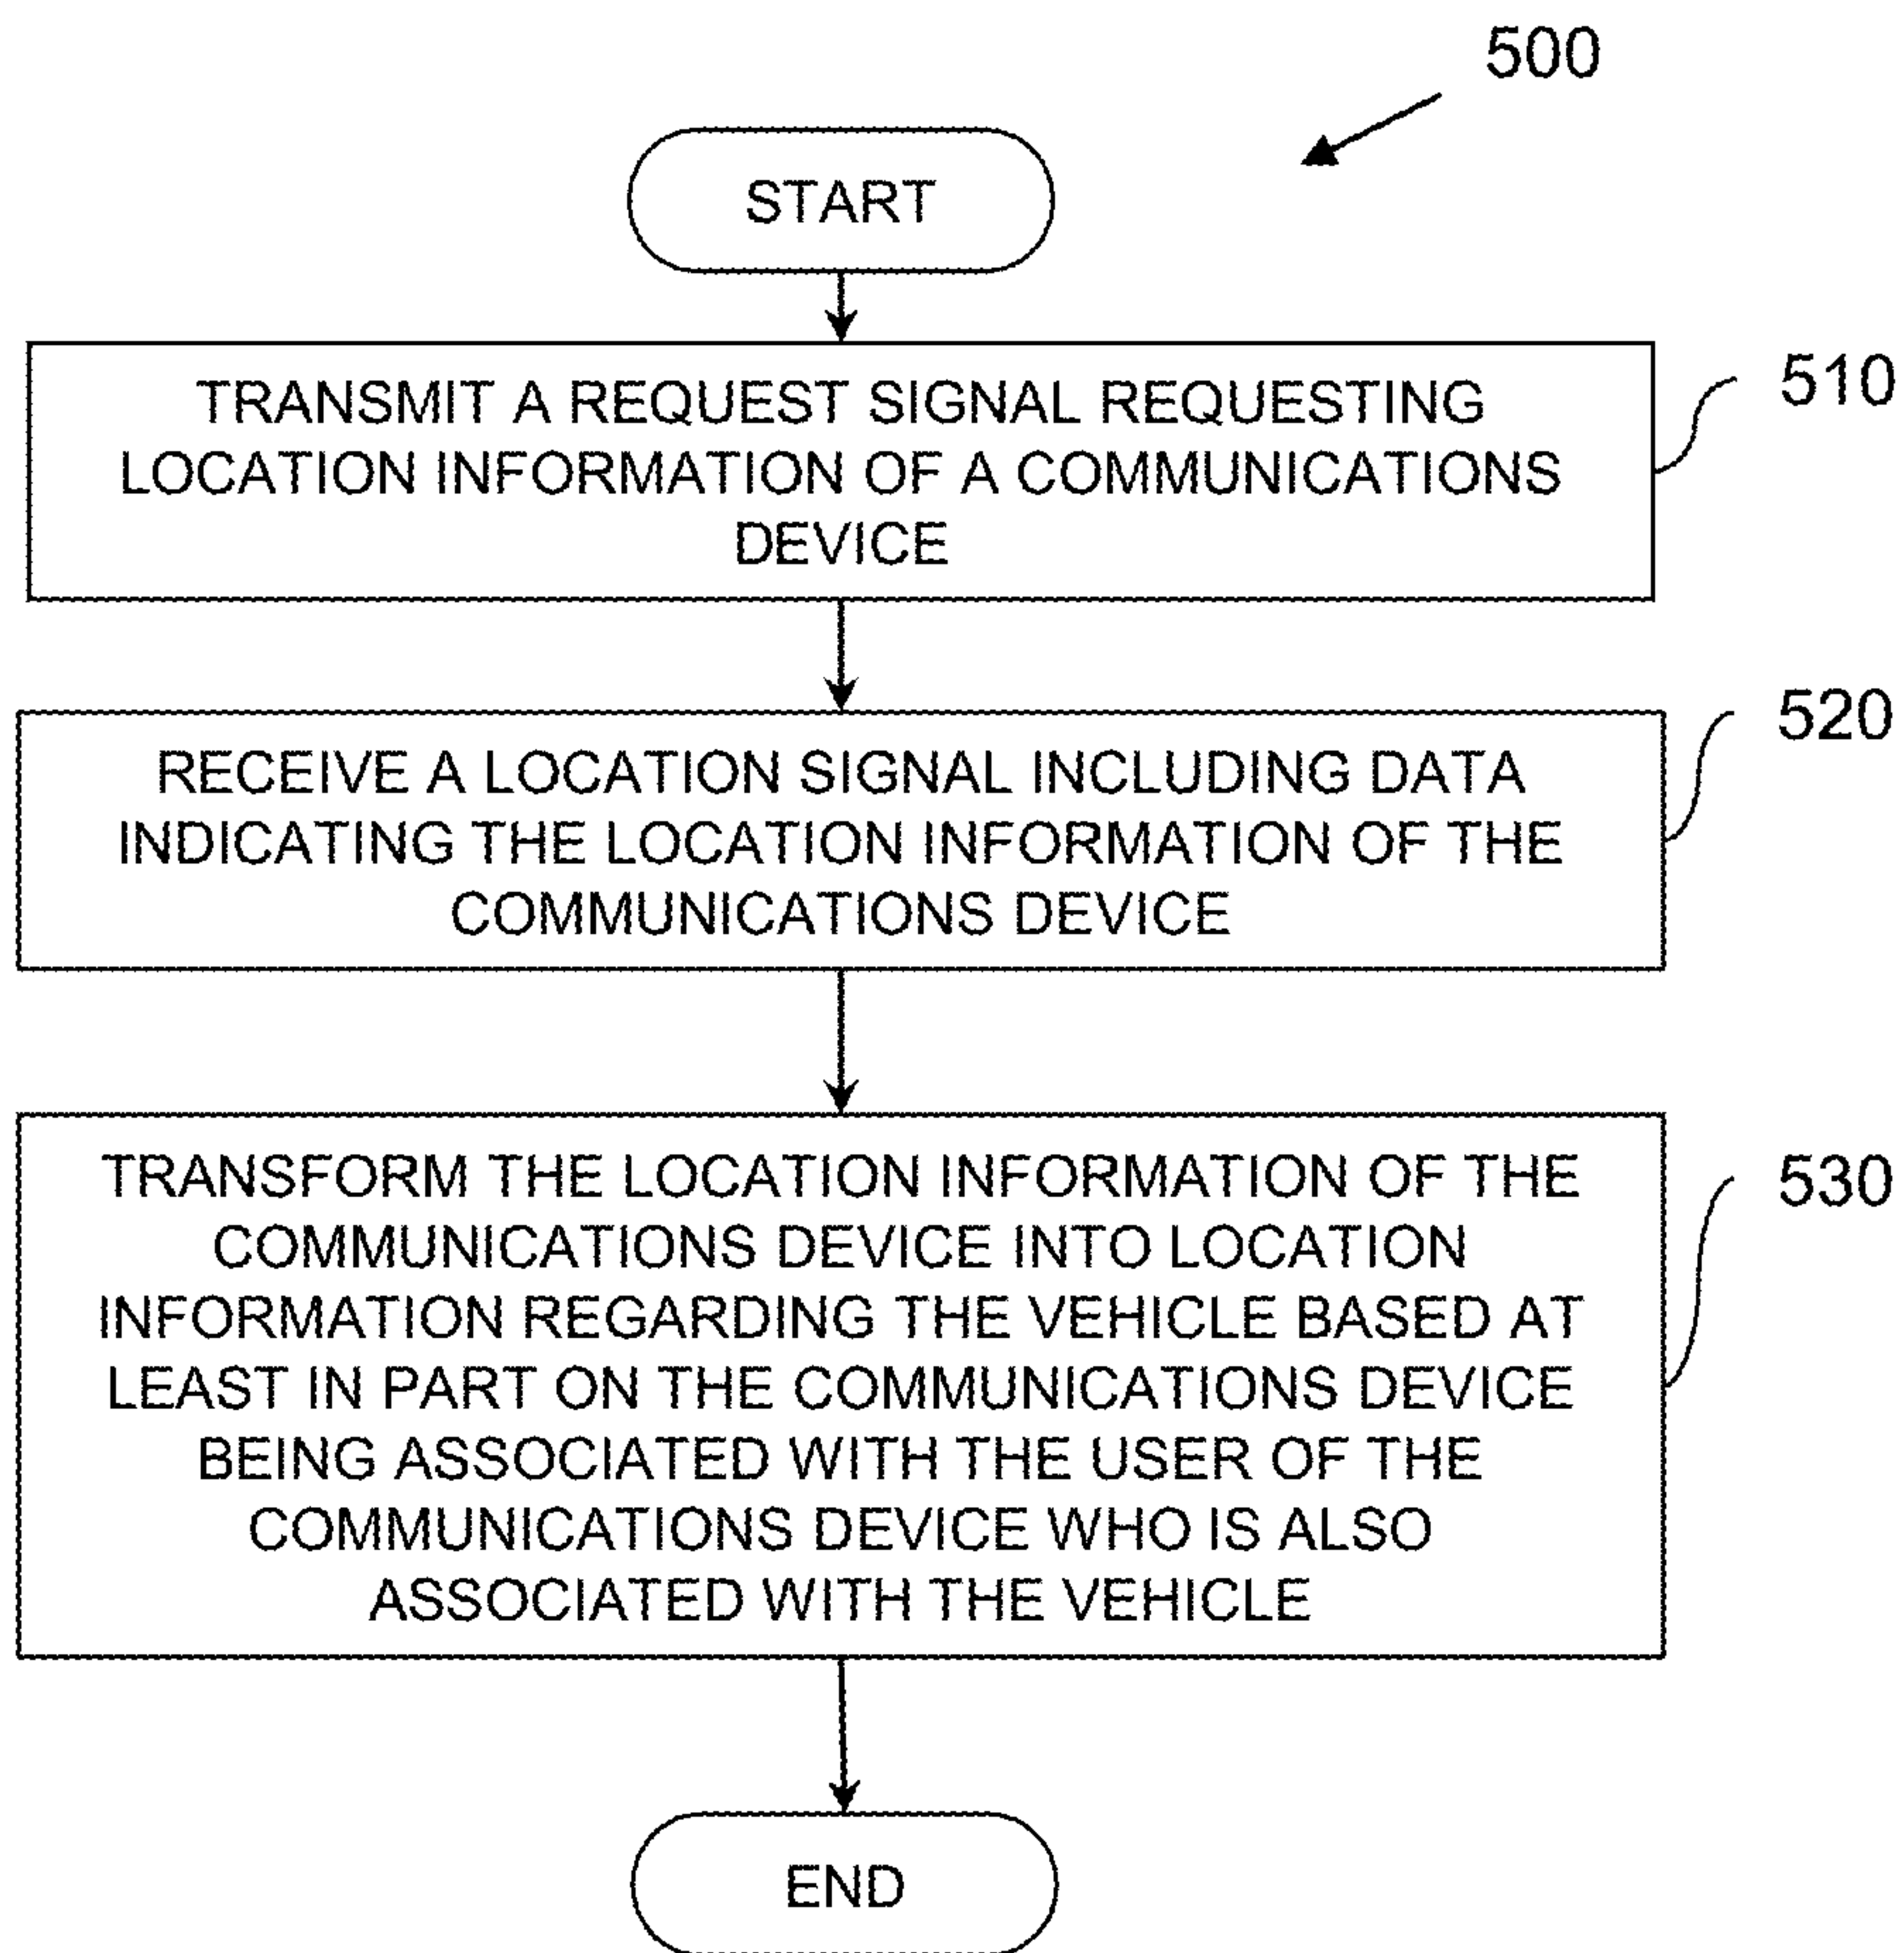 500
START
TRANSMIT A REQUEST SIGNAL REQUESTING
LOCATION INFORMATION OF A COMMUNICATIONS
DEVICE
510
RECEIVE A LOCATION SIGNAL INCLUDING DATA
INDICATING THE LOCATION INFORMATION OF THE
COMMUNICATIONS DEVICE
520
TRANSFORM THE LOCATION INFORMATION OF THE
COMMUNICATIONS DEVICE INTO LOCATION
INFORMATION REGARDING THE VEHICLE BASED AT
LEAST IN PART ON THE COMMUNICATIONS DEVICE
BEING ASSOCIATED WITH THE USER OF THE
COMMUNICATIONS DEVICE WHO IS ALSO
ASSOCIATED WITH THE VEHICLE
530
END